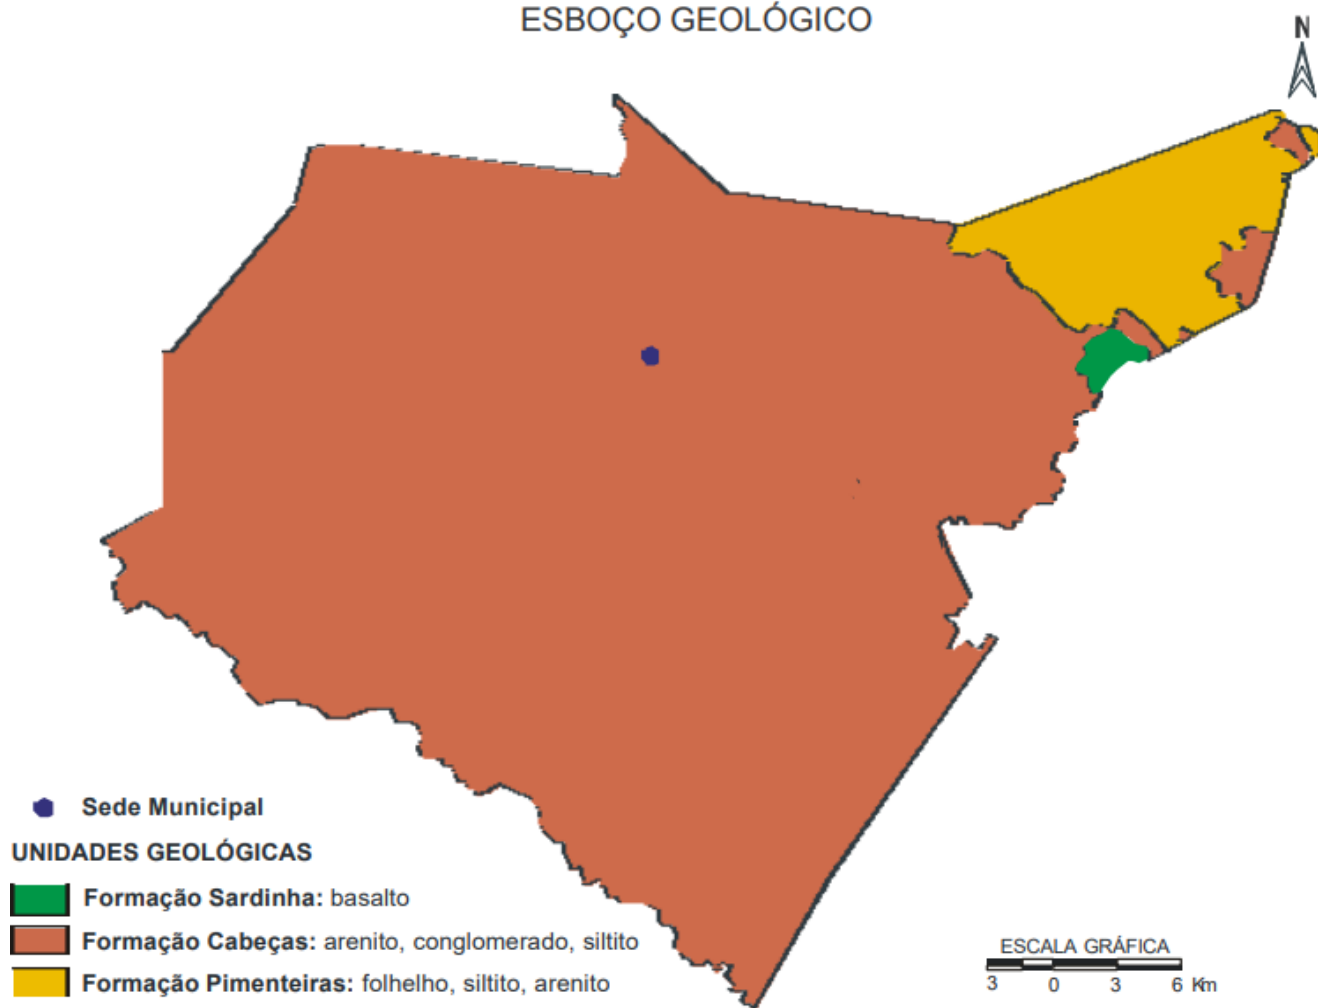 ESBOÇO GEOLÓGICO
N
Sede Municipal
UNIDADES GEOLÓGICAS
Formação Sardinha: basalto
Formação Cabeças: arenito, conglomerado, siltito
Formação Pimenteiras: folhelho, siltito, arenito
ESCALA GRÁFICA
3 0 3 6 Km